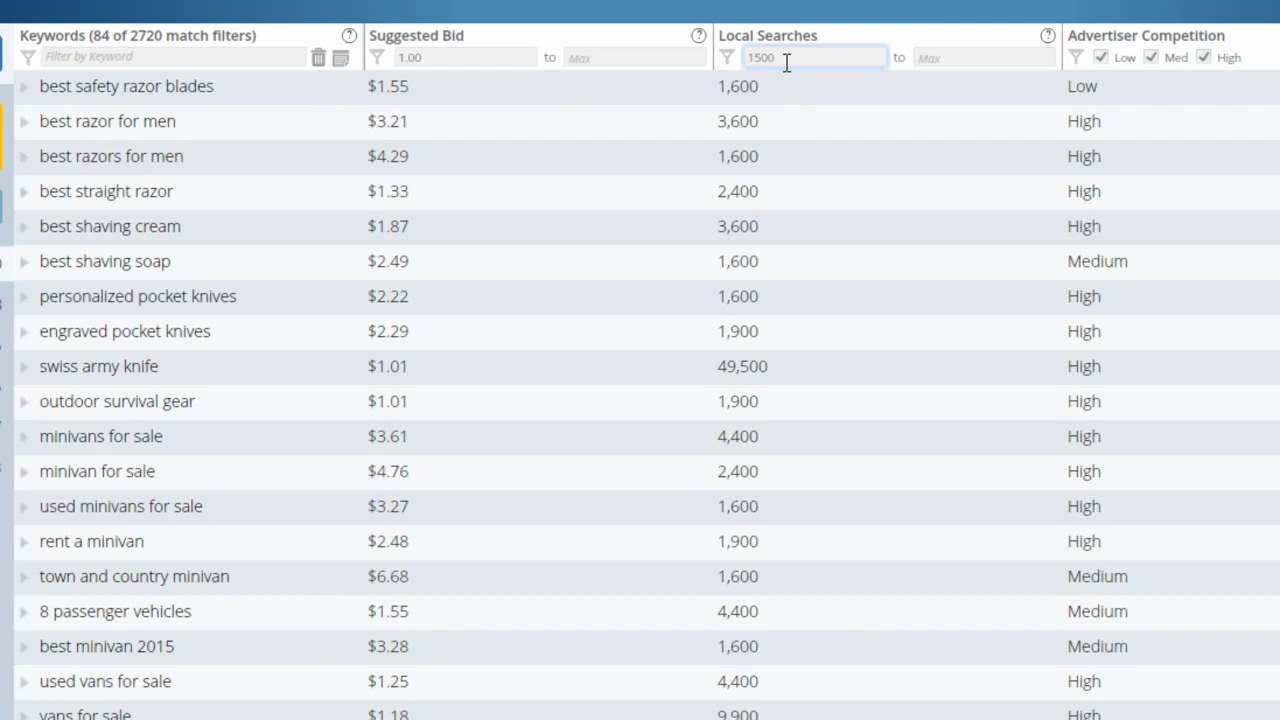 Keywords (84 of 2720 match filters) ? Suggested Bid ? Local Searches ? Advertiser Competition
Filter by Keyword 1.00 to Max 1500 to Max Low Med High
best safety razor blades $1.55 1,600 Low
best razor for men $3.21 3,600 High
best razors for men $4.29 1,600 High
best straight razor $1.33 2,400 High
best shaving cream $1.87 3,600 High
best shaving soap $2.49 1,600 Medium
personalized pocket knives $2.22 1,600 High
engraved pocket knives $2.29 1,900 High
swiss army knife $1.01 49,500 High
outdoor survival gear $1.01 1,900 High
minivans for sale $3.61 4,400 High
minivan for sale $4.76 2,400 High
used minivans for sale $3.27 1,600 High
rent a minivan $2.48 1,900 High
town and country minivan $6.68 1,600 Medium
8 passenger vehicles $1.55 4,400 Medium
best minivan 2015 $3.28 1,600 Medium
used vans for sale $1.25 4,400 High
vans for sale $1.18 9,900 High